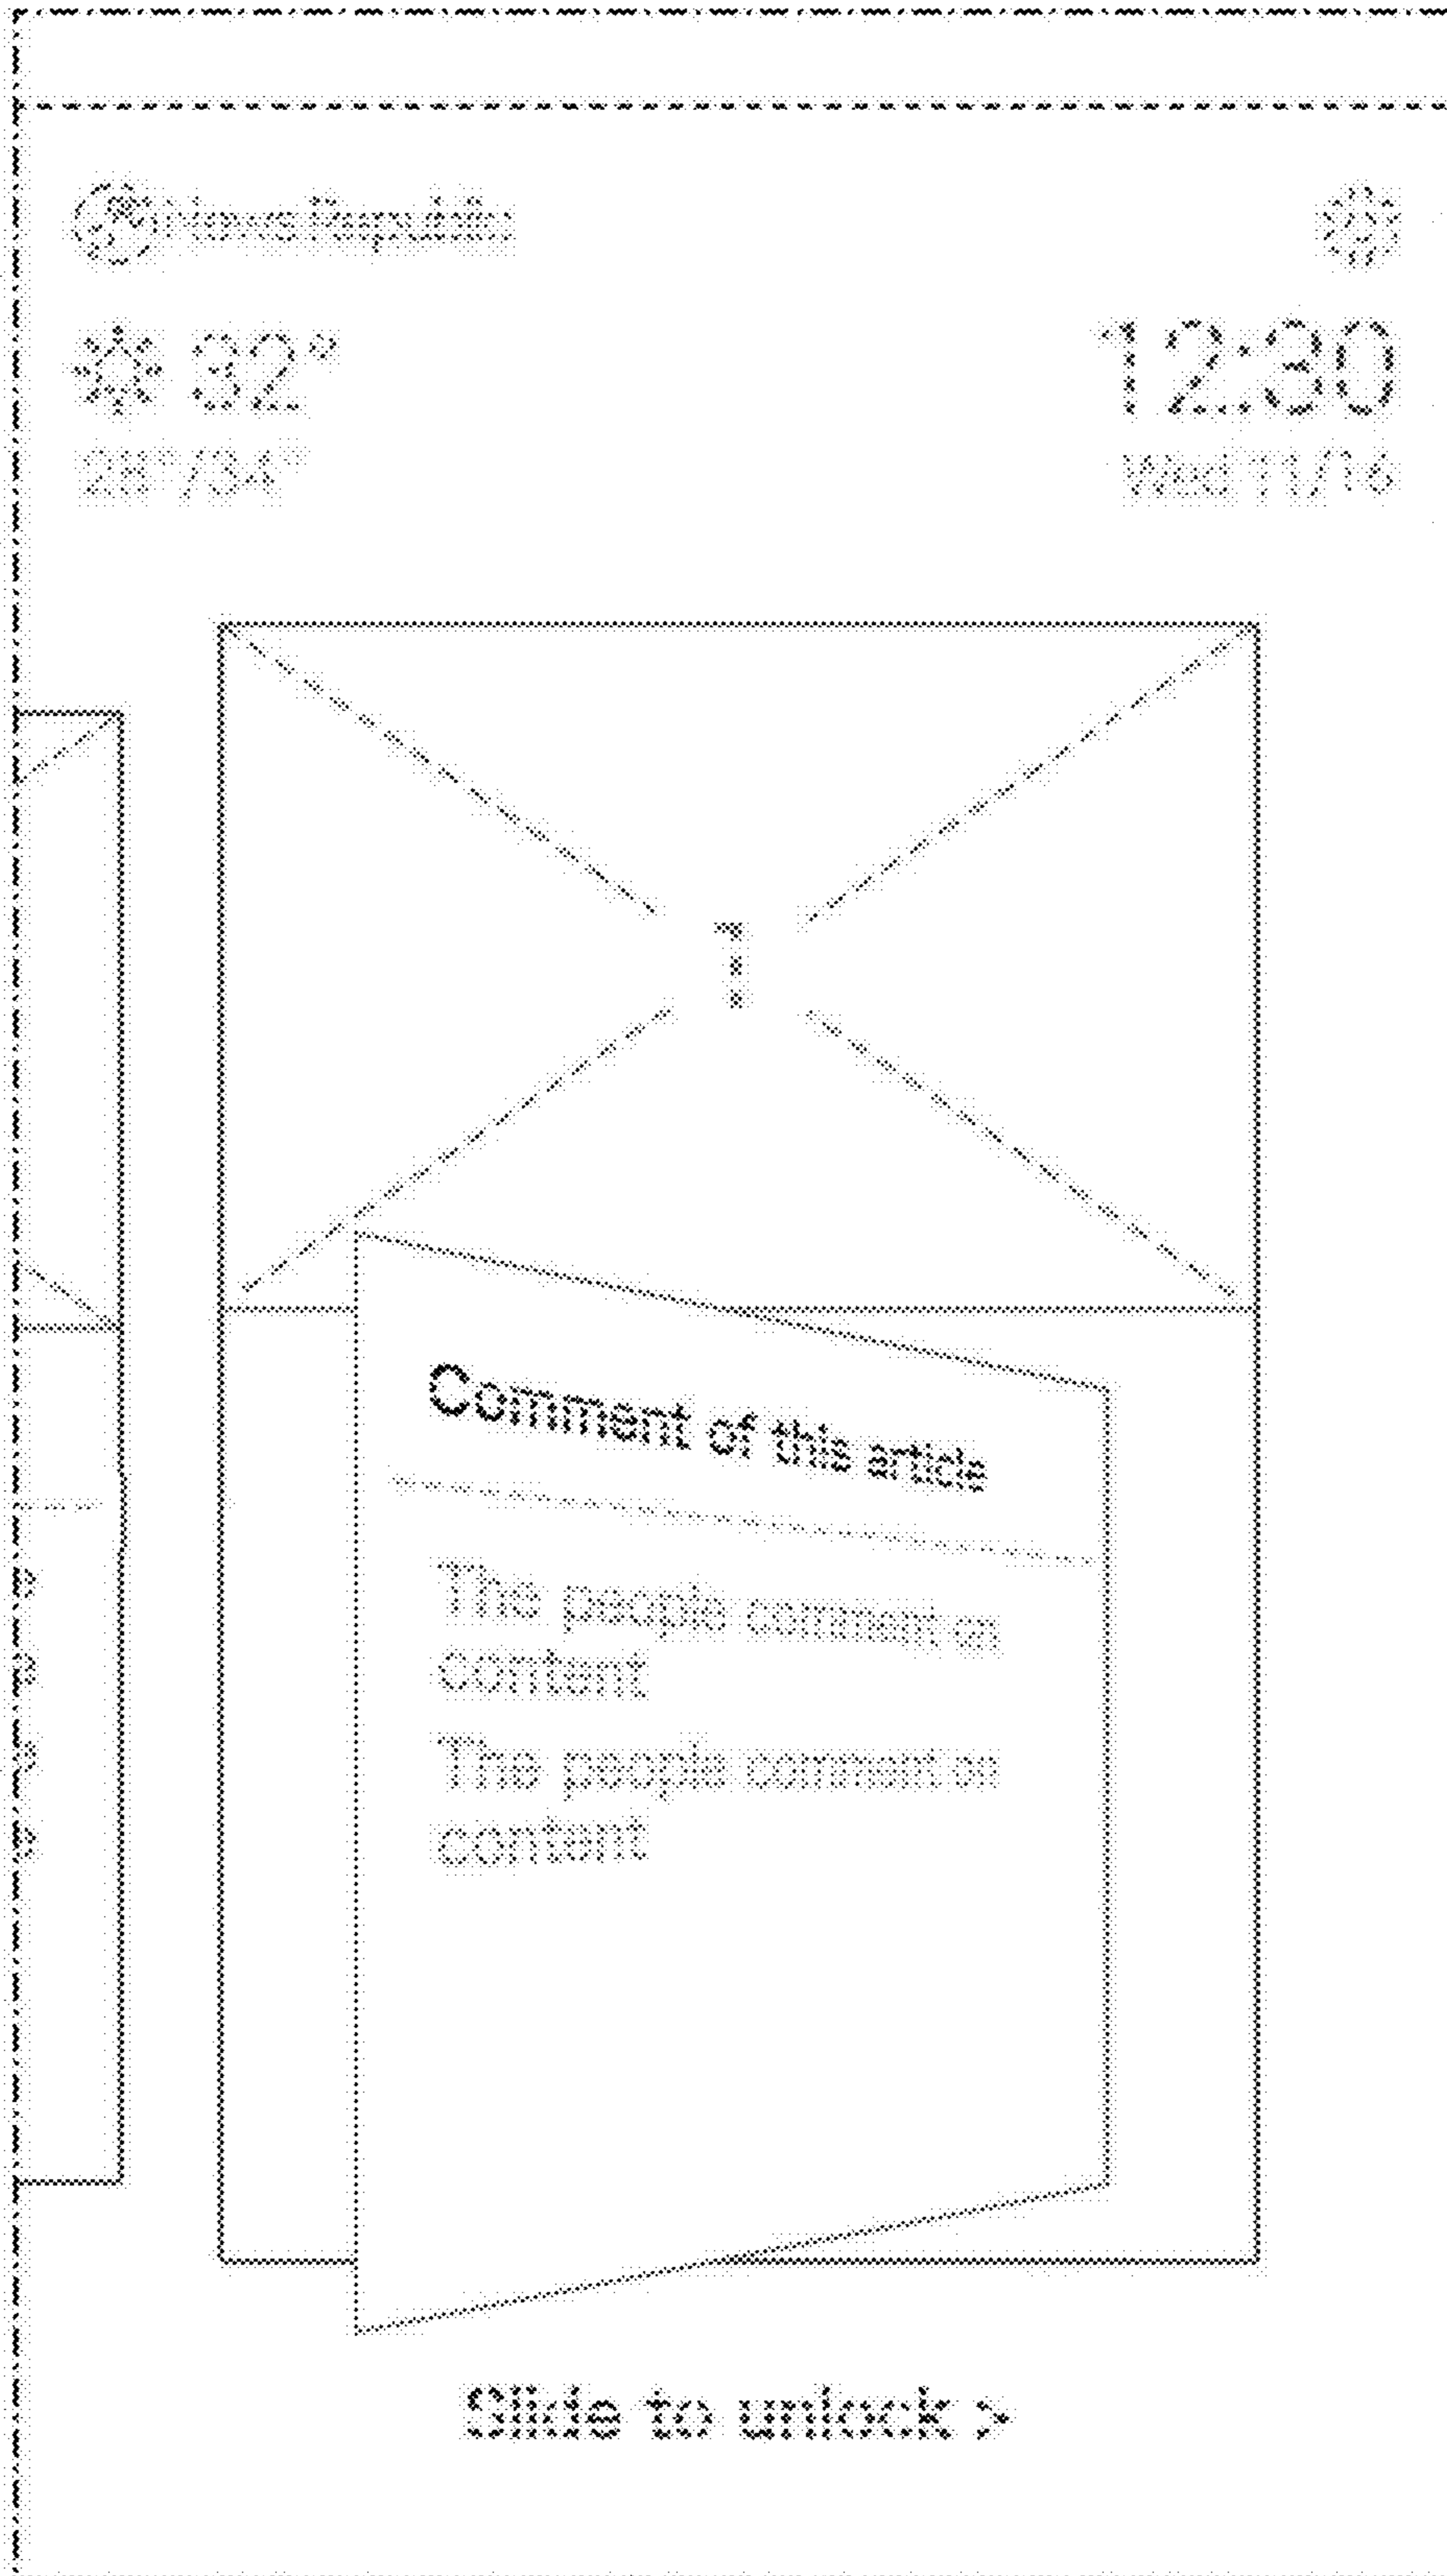 News Republic
32°
12:30
28°/34°
Wed 11/16
1
Comment of this article
The people comment on
content
The people comment on
content
Slide to unlock >